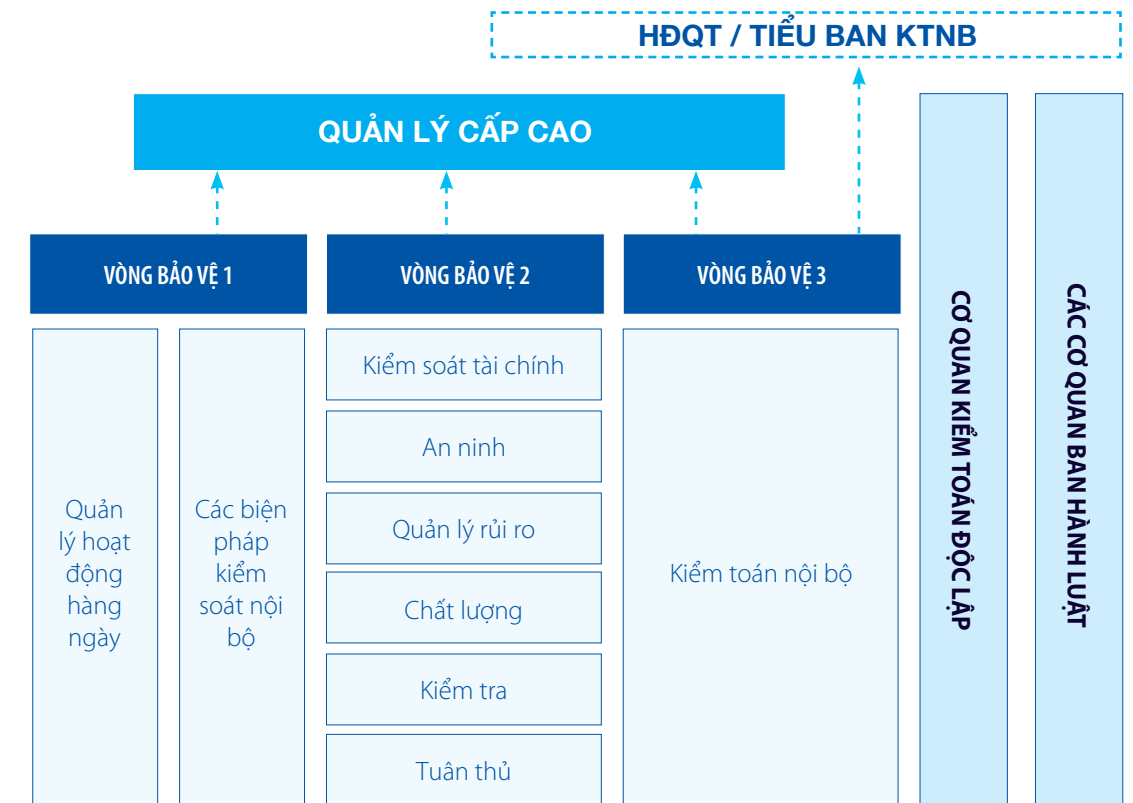 HĐQT / TIỂU BAN KTNB
QUẢN LÝ CẤP CAO
VÒNG BẢO VỆ 1
VÒNG BẢO VỆ 2
VÒNG BẢO VỆ 3
Quản
lý hoạt
động
hàng
ngày
Các biện
pháp
kiểm
soát nội
bộ
Kiểm soát tài chính
An ninh
Quản lý rủi ro
Chất lượng
Kiểm tra
Tuân thủ
Kiểm toán nội bộ
CƠ QUAN KIỂM TOÁN ĐỘC LẬP
CÁC CƠ QUAN BAN HÀNH LUẬT